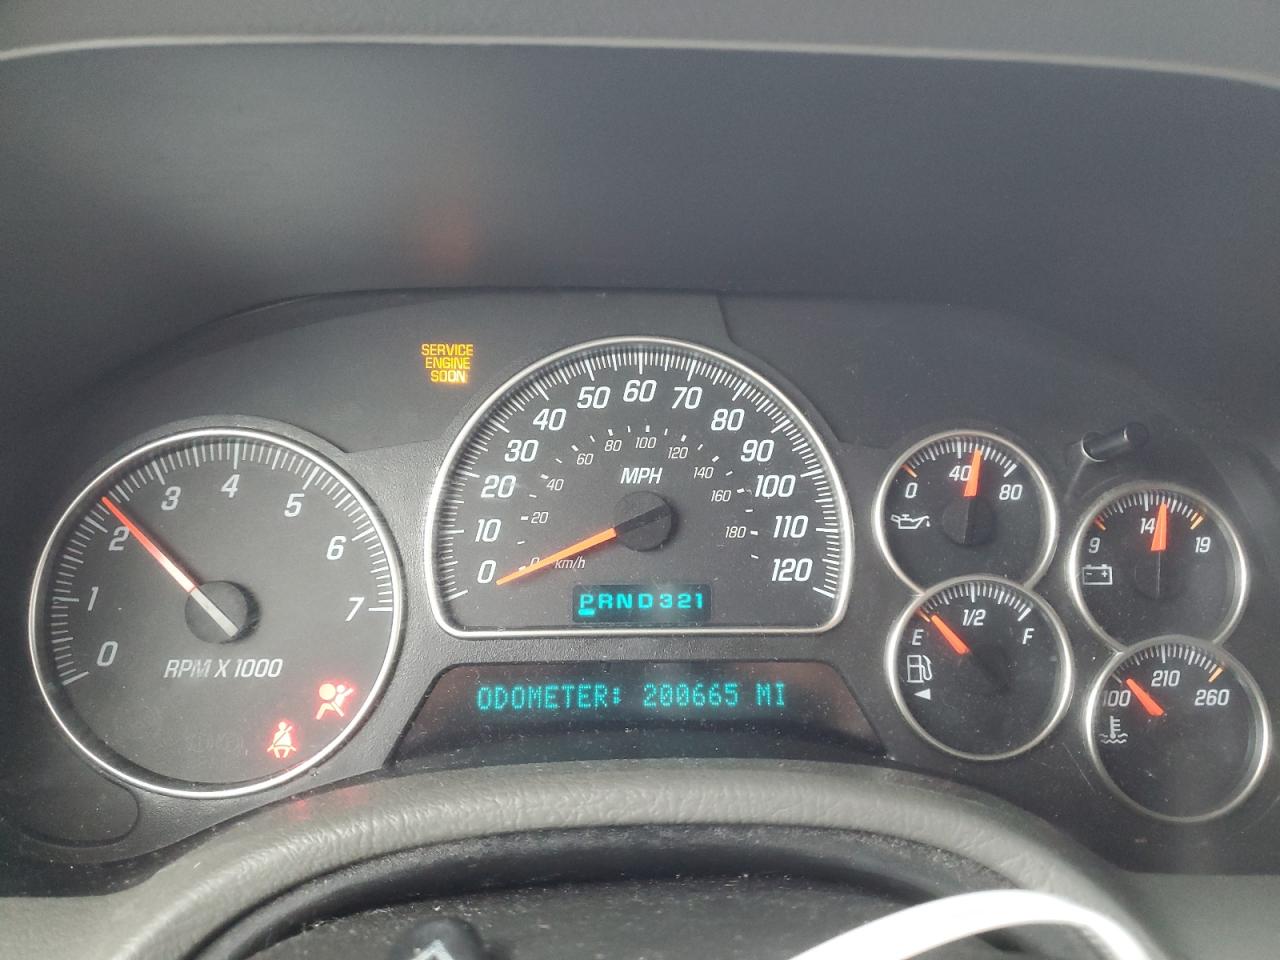 SERVICE
ENGINE
SOON
0 1 2 3 4 5 6 7
RPM X 1000
0 10 20 30 40 50 60 70 80 90 100 110 120
MPH
0 20 40 60 80 100 120 140 160 180
km/h
PRND321
ODOMETER: 200665 MI
0 40 80
9 14 19
E 1/2 F
100 210 260